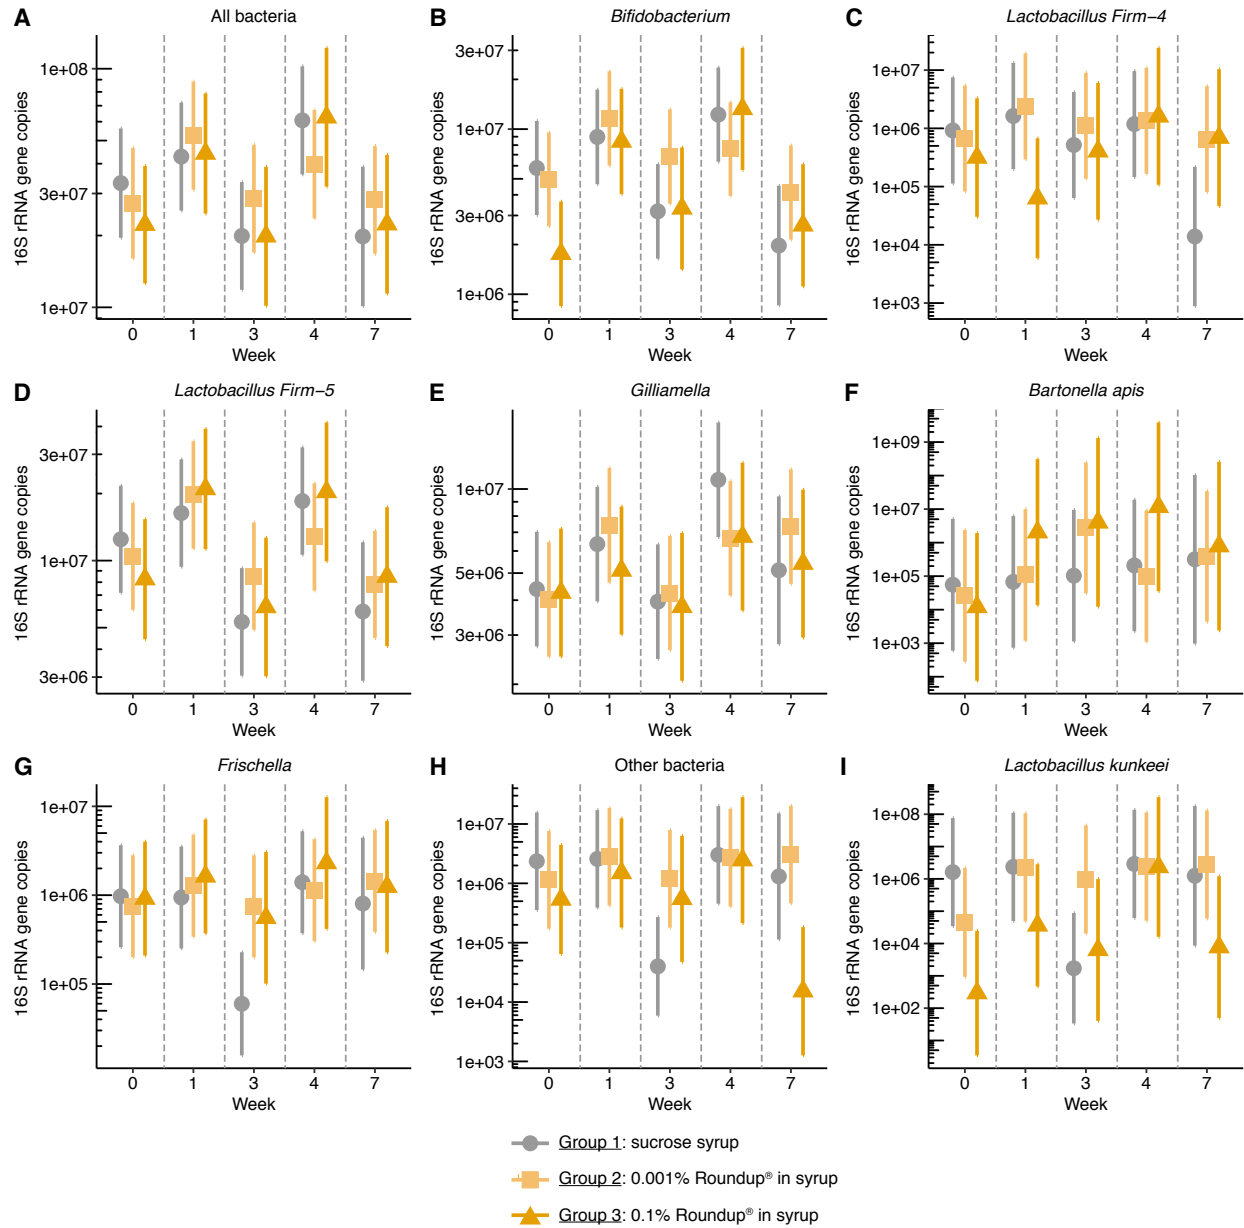 A All bacteria
16S rRNA gene copies
1e+08
3e+07
1e+07
0 1 3 4 7
Week
B Bifidobacterium
16S rRNA gene copies
3e+07
1e+07
3e+06
1e+06
0 1 3 4 7
Week
C Lactobacillus Firm−4
16S rRNA gene copies
1e+07
1e+06
1e+05
1e+04
1e+03
0 1 3 4 7
Week
D Lactobacillus Firm−5
16S rRNA gene copies
3e+07
1e+07
3e+06
0 1 3 4 7
Week
E Gilliamella
16S rRNA gene copies
1e+07
5e+06
3e+06
0 1 3 4 7
Week
F Bartonella apis
16S rRNA gene copies
1e+09
1e+07
1e+05
1e+03
0 1 3 4 7
Week
G Frischella
16S rRNA gene copies
1e+07
1e+06
1e+05
0 1 3 4 7
Week
H Other bacteria
16S rRNA gene copies
1e+07
1e+06
1e+05
1e+04
1e+03
0 1 3 4 7
Week
I Lactobacillus kunkeei
16S rRNA gene copies
1e+08
1e+06
1e+04
1e+02
0 1 3 4 7
Week
Group 1: sucrose syrup
Group 2: 0.001% Roundup® in syrup
Group 3: 0.1% Roundup® in syrup